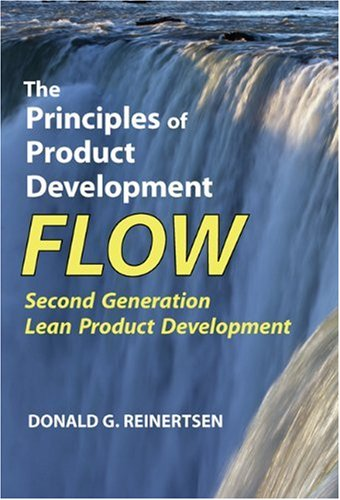 The
Principles of
Product
Development
FLOW
Second Generation
Lean Product Development
DONALD G. REINERTSEN